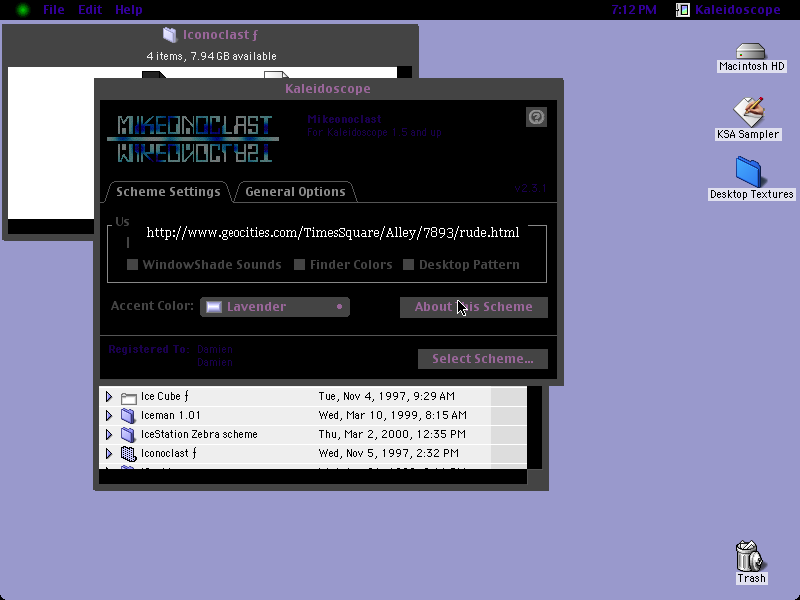 File Edit Help 7:12 PM Kaleidoscope
Iconoclast ƒ
4 items, 7.94 GB available
Macintosh HD
KSA Sampler
Desktop Textures
Kaleidoscope
MIKEONOCLAST
Mikeonoclast
For Kaleidoscope 1.5 and up
v2.3.1
Scheme Settings General Options
Us
http://www.geocities.com/TimesSquare/Alley/7893/rude.html
WindowShade Sounds Finder Colors Desktop Pattern
Accent Color: Lavender About This Scheme
Registered To: Damien
Damien
Select Scheme...
Ice Cube ƒ Tue, Nov 4, 1997, 9:29 AM
Iceman 1.01 Wed, Mar 10, 1999, 8:15 AM
IceStation Zebra scheme Thu, Mar 2, 2000, 12:35 PM
Iconoclast ƒ Wed, Nov 5, 1997, 2:32 PM
Trash